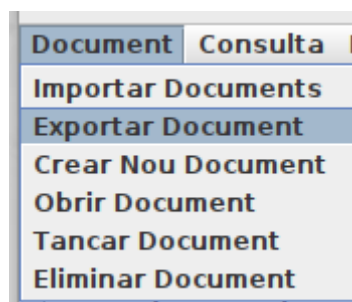 Document Consulta
Importar Documents
Exportar Document
Crear Nou Document
Obrir Document
Tancar Document
Eliminar Document